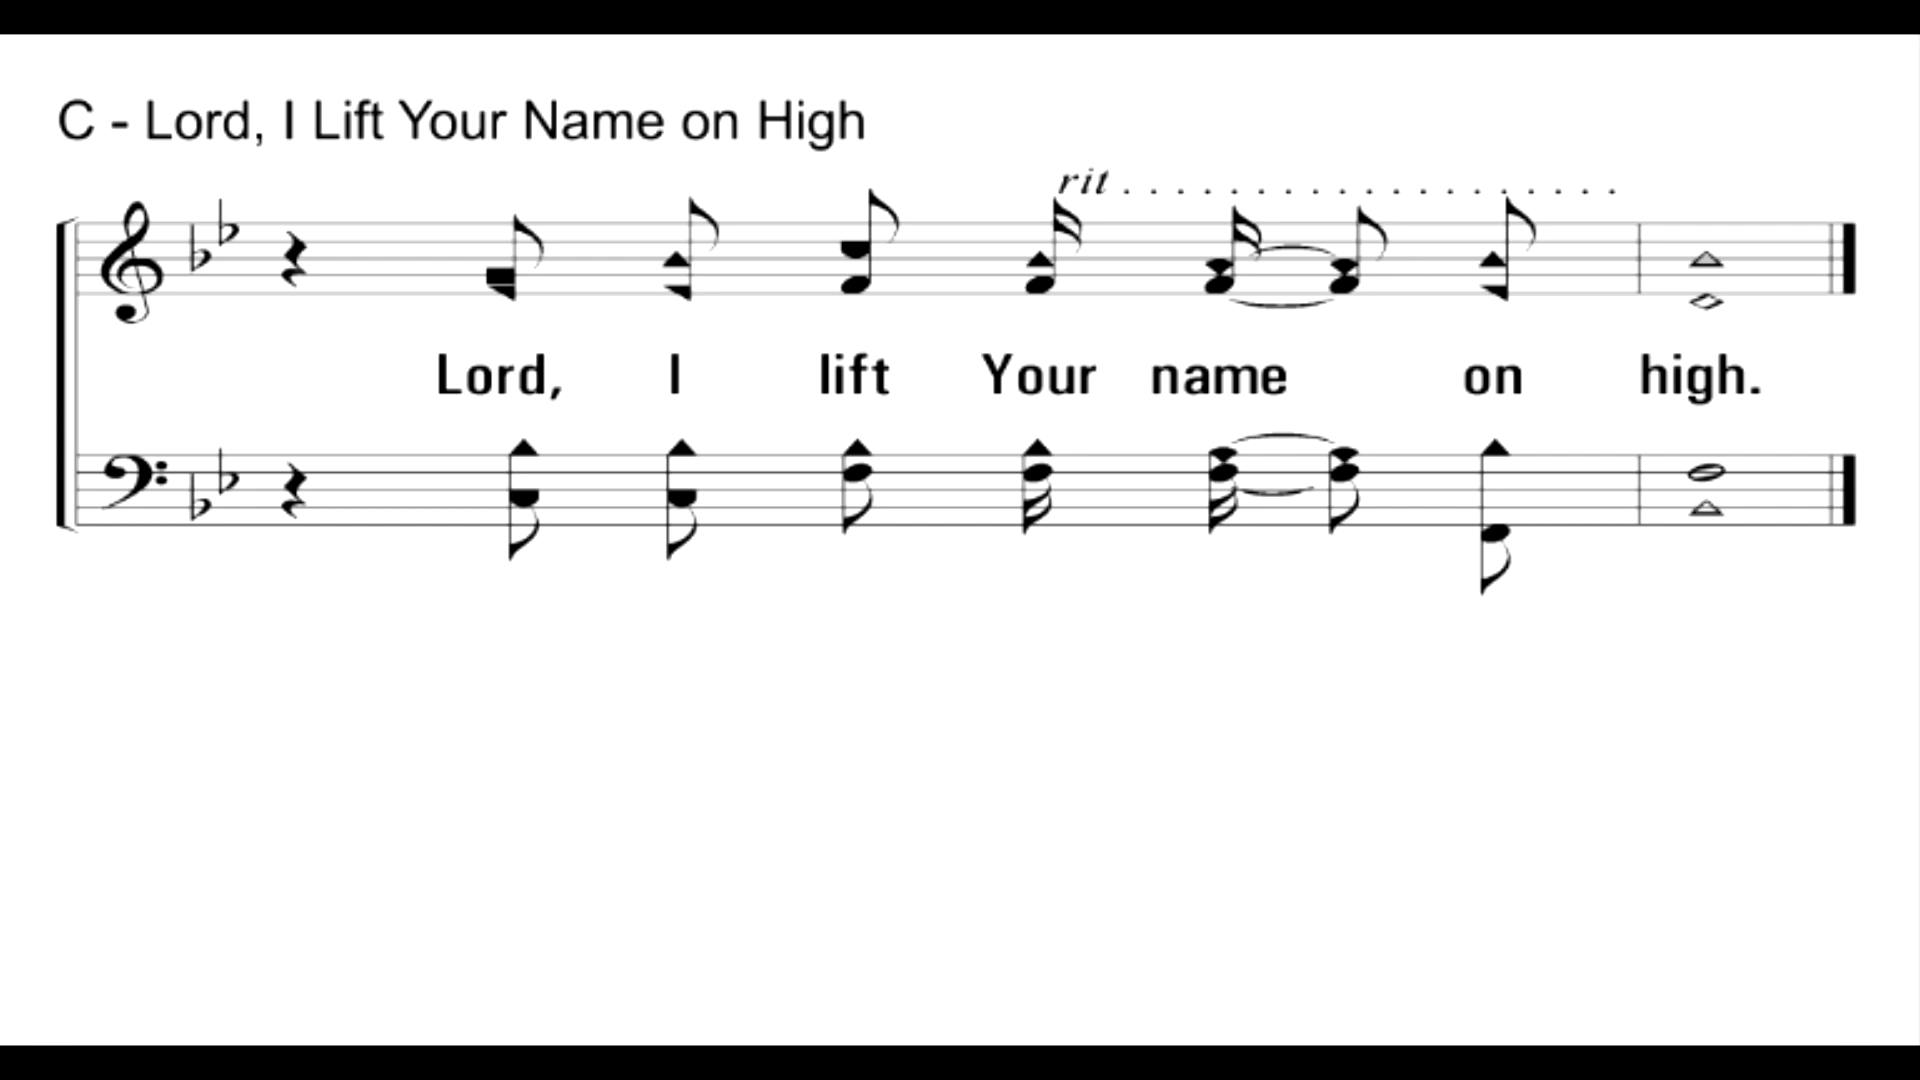 C - Lord, I Lift Your Name on High
rit . . . . . . . . . . . . . . . . . . .
Lord, I lift Your name on high.